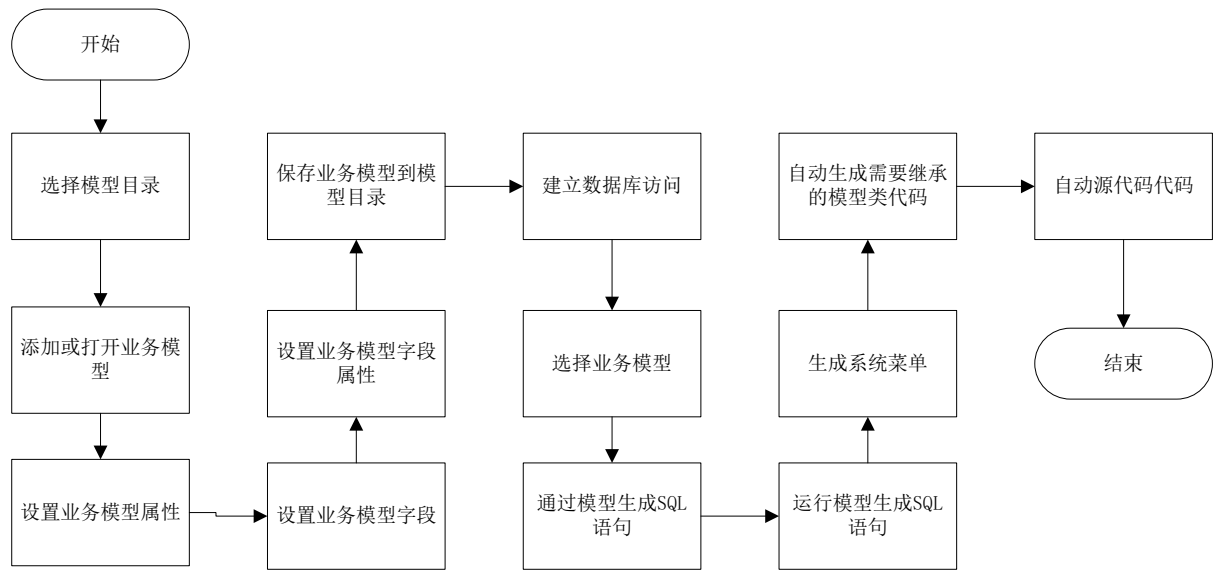 开始
选择模型目录
添加或打开业务模
型
设置业务模型属性
设置业务模型字段
设置业务模型字段
属性
保存业务模型到模
型目录
建立数据库访问
选择业务模型
通过模型生成SQL
语句
运行模型生成SQL
语句
生成系统菜单
自动生成需要继承
的模型类代码
自动源代码代码
结束